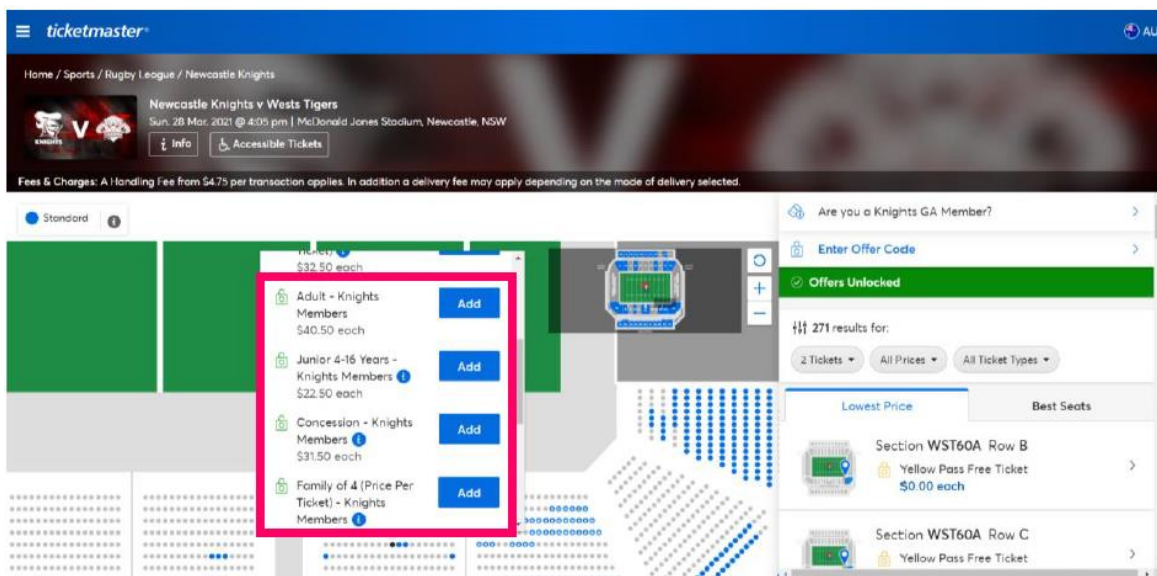 ticketmaster
AU
Home / Sports / Rugby League / Newcastle Knights
Newcastle Knights v Wests Tigers
Sun. 28 Mar. 2021 @ 4:05 pm | McDonald Jones Stadium, Newcastle, NSW
KNIGHTS
V
i Info
Accessible Tickets
Fees & Charges: A Handling Fee from $4.75 per transaction applies. In addition a delivery fee may apply depending on the mode of delivery selected.
Standard
Ticket)
$32.50 each
Adult - Knights
Members
$40.50 each
Add
Junior 4-16 Years -
Knights Members
$22.50 each
Add
Concession - Knights
Members
$31.50 each
Add
Family of 4 (Price Per
Ticket) - Knights
Members
Add
Are you a Knights GA Member?
Enter Offer Code
Offers Unlocked
271 results for:
2 Tickets
All Prices
All Ticket Types
Lowest Price
Best Seats
Section WST60A Row B
Yellow Pass Free Ticket
$0.00 each
Section WST60A Row C
Yellow Pass Free Ticket